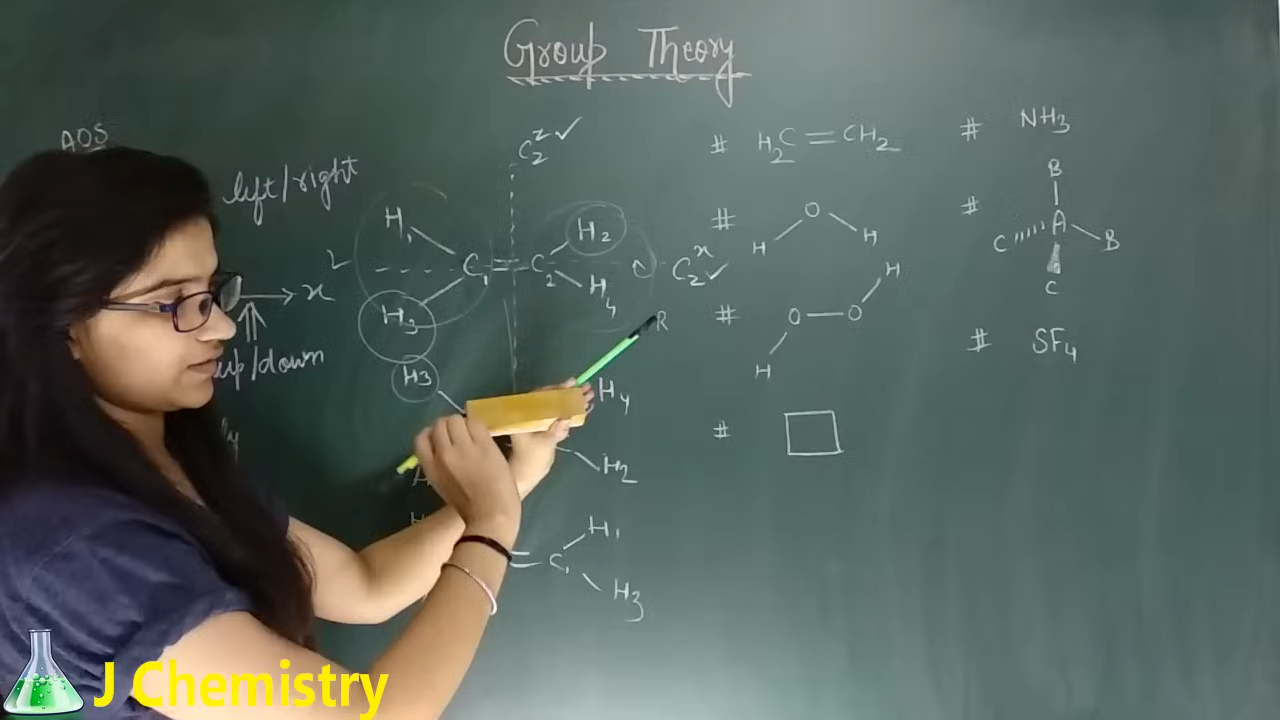 Group Theory
AOS
left/right
x
up/down
C₂ᶻ ✓
H₁ H₂
L C₁ = C₂ C₂ˣ ✓
H₃ H₄
R
H₃ H₄
H₂
H₁
= C₁
H₃
# H₂C = CH₂
# H O H
# H O — O H
# □
# NH₃
# B
C A B
C
# SF₄
J Chemistry